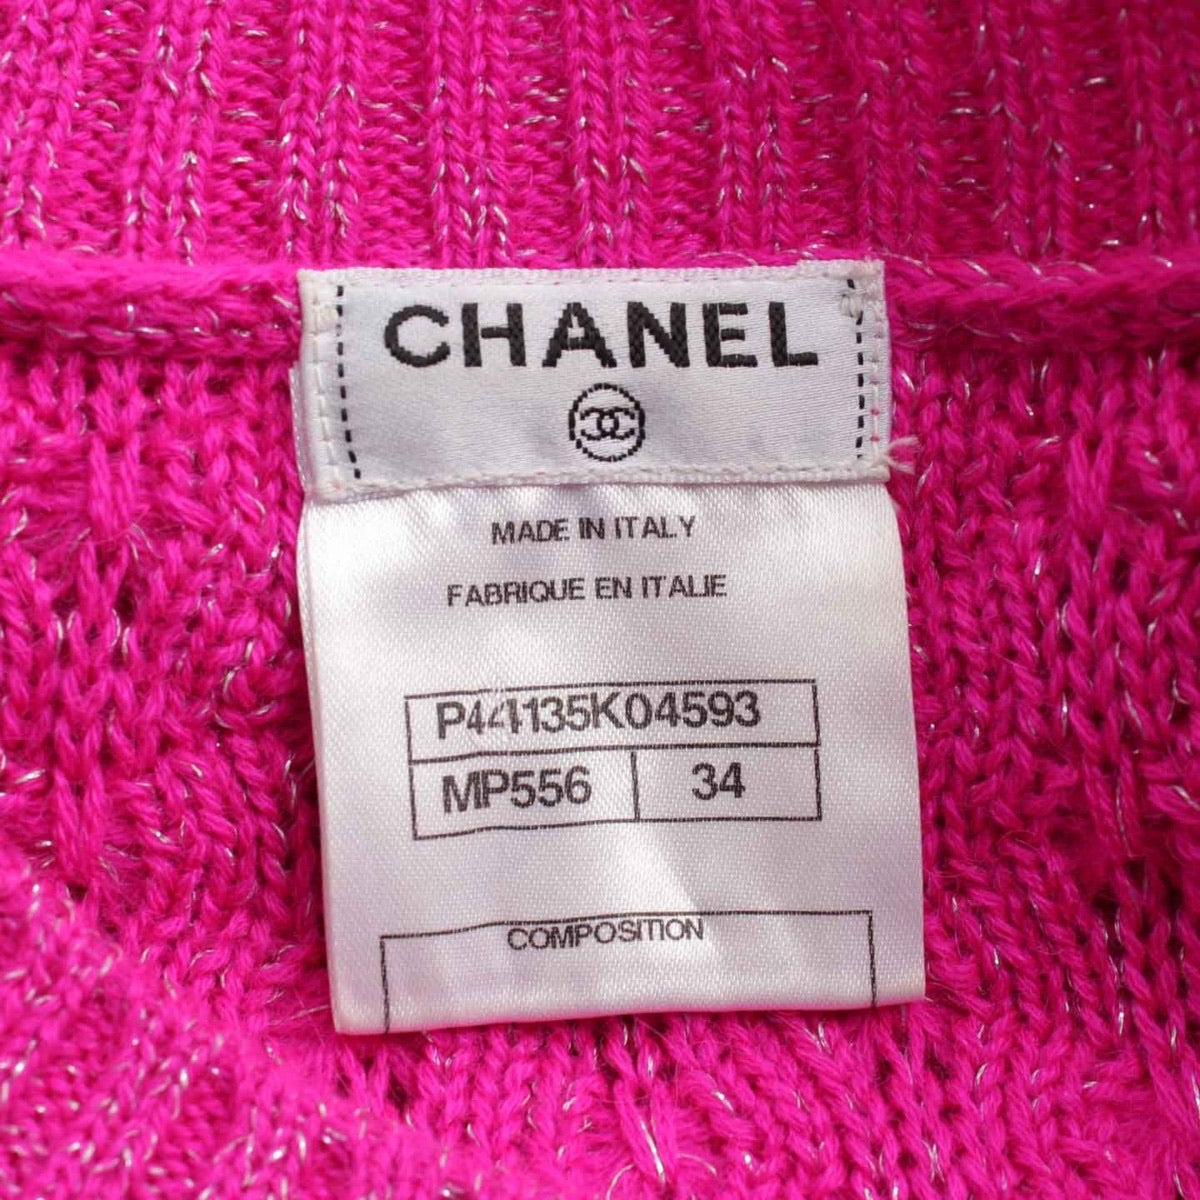 CHANEL
MADE IN ITALY
FABRIQUE EN ITALIE
P44135K04593
MP556 34
COMPOSITION